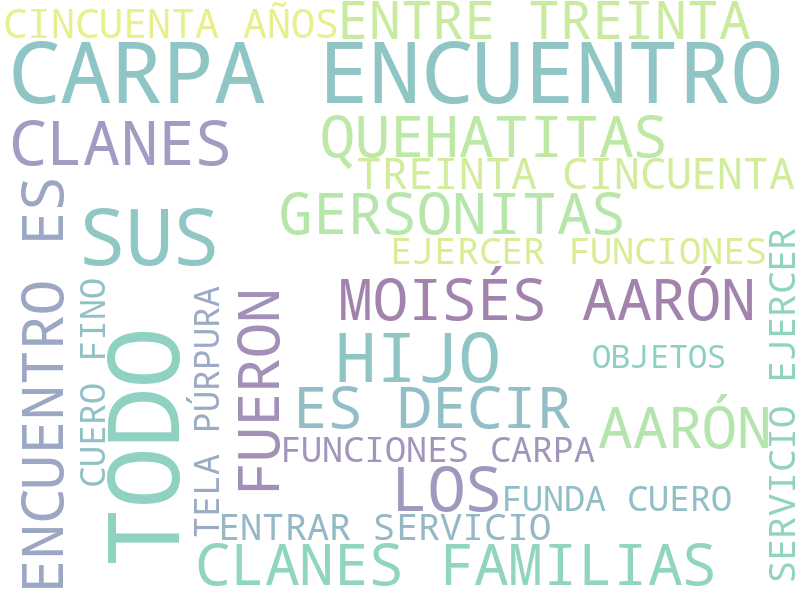 CINCUENTA AÑOS
ENTRE TREINTA
CARPA ENCUENTRO
CLANES
QUEHATITAS
TREINTA CINCUENTA
GERSONITAS
SUS
EJERCER FUNCIONES
MOISÉS AARÓN
HIJO
OBJETOS
ES DECIR
AARÓN
FUNCIONES CARPA
LOS
FUNDA CUERO
ENTRAR SERVICIO
CLANES FAMILIAS
ENCUENTRO ES
CUERO FINO
TODO
TELA PÚRPURA
FUERON
SERVICIO EJERCER